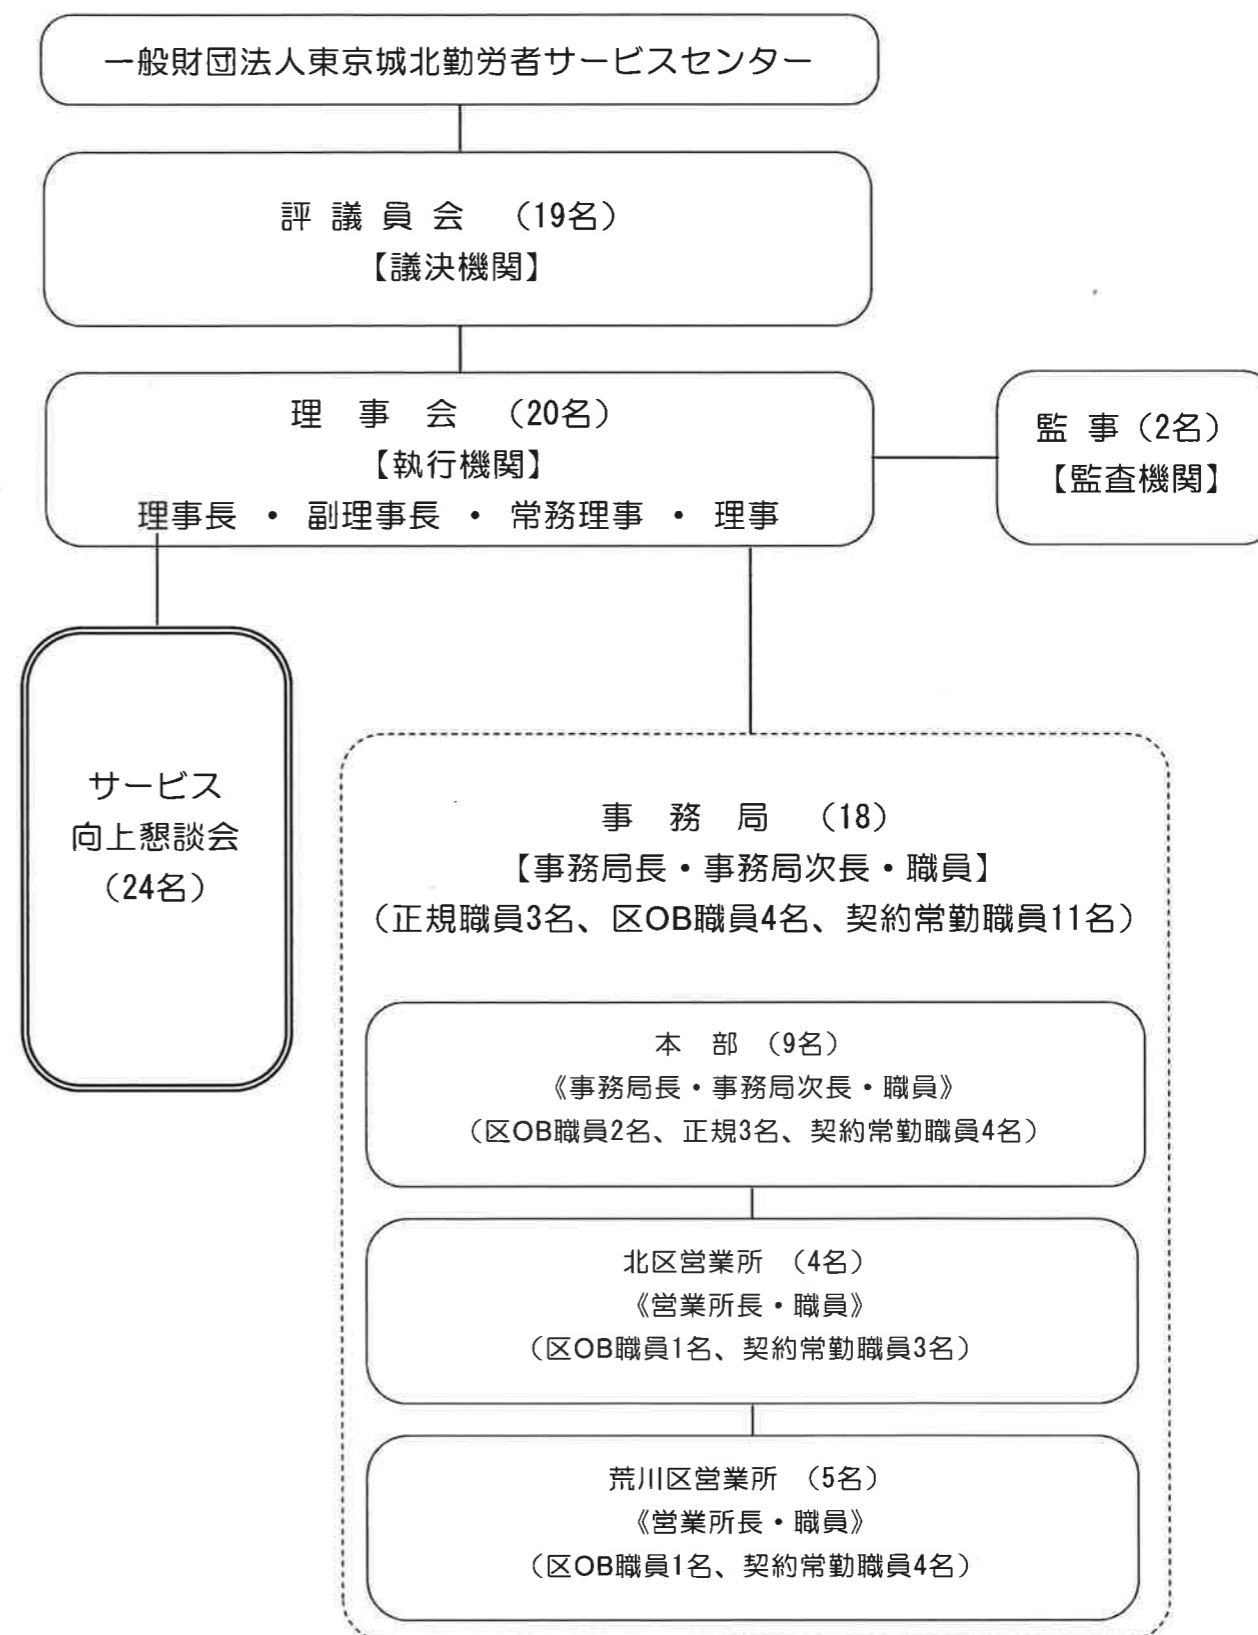 一般財団法人東京城北勤労者サービスセンター
評 議 員 会 （19名）
【議決機関】
理 事 会 （20名）
【執行機関】
理事長 ・ 副理事長 ・ 常務理事 ・ 理事
監 事（2名）
【監査機関】
サービス
向上懇談会
（24名）
事 務 局 （18）
【事務局長・事務局次長・職員】
（正規職員3名、区OB職員4名、契約常勤職員11名）
本 部 （9名）
《事務局長・事務局次長・職員》
（区OB職員2名、正規3名、契約常勤職員4名）
北区営業所 （4名）
《営業所長・職員》
（区OB職員1名、契約常勤職員3名）
荒川区営業所 （5名）
《営業所長・職員》
（区OB職員1名、契約常勤職員4名）